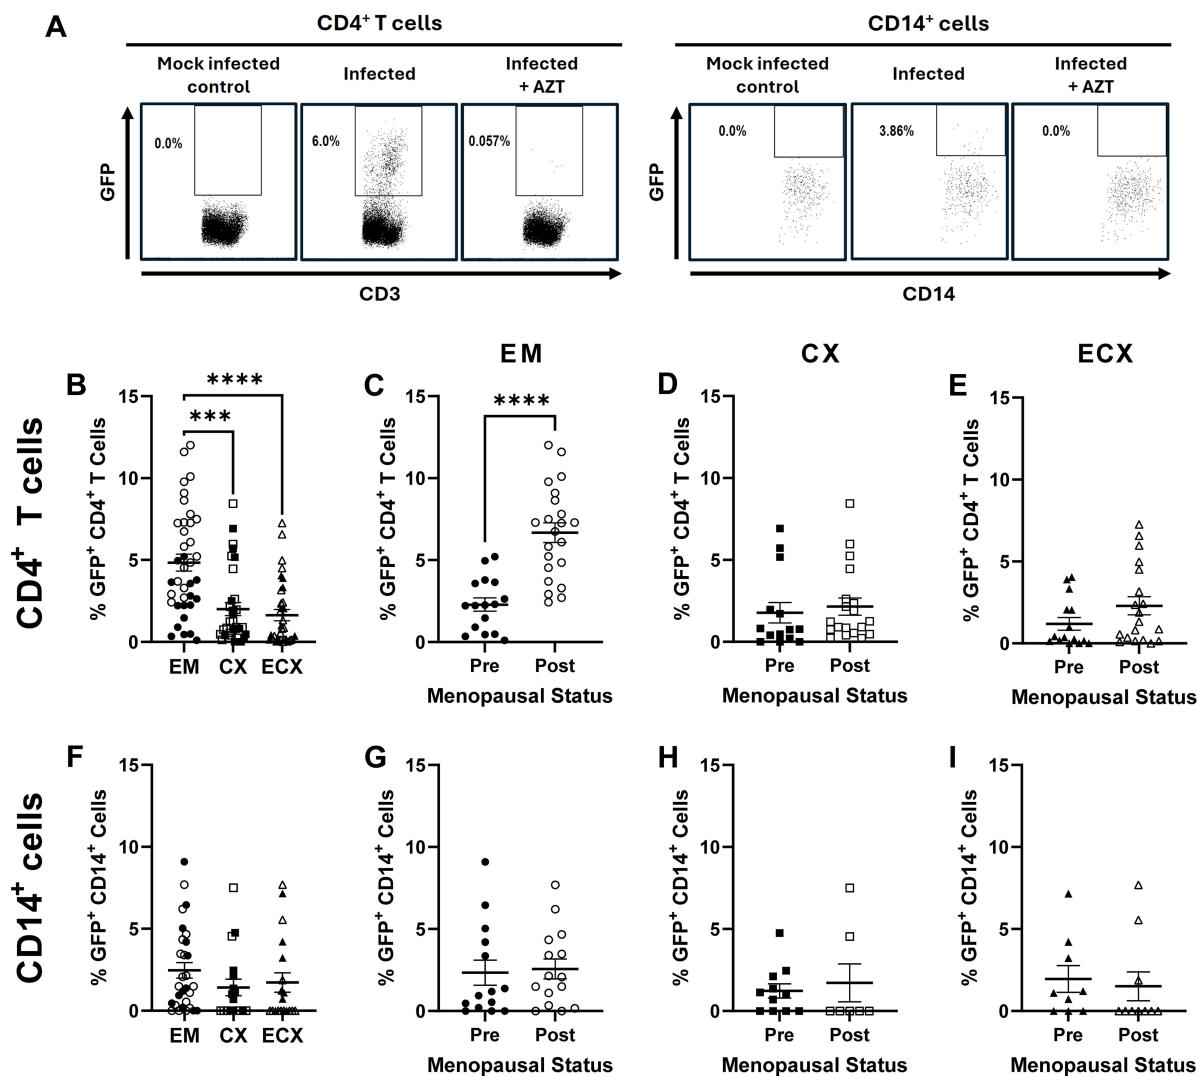 A
CD4⁺ T cells
CD14⁺ cells
Mock infected
control
Infected
Infected
+ AZT
Mock infected
control
Infected
Infected
+ AZT
GFP
0.0%
6.0%
0.057%
CD3
GFP
0.0%
3.86%
0.0%
CD14
CD4⁺ T cells
B
% GFP⁺ CD4⁺ T Cells
15
10
5
0
****
***
EM CX ECX
EM
C
% GFP⁺ CD4⁺ T Cells
15
10
5
0
****
Pre Post
Menopausal Status
CX
D
% GFP⁺ CD4⁺ T Cells
15
10
5
0
Pre Post
Menopausal Status
ECX
E
% GFP⁺ CD4⁺ T Cells
15
10
5
0
Pre Post
Menopausal Status
CD14⁺ cells
F
% GFP⁺ CD14⁺ Cells
15
10
5
0
EM CX ECX
G
% GFP⁺ CD14⁺ Cells
15
10
5
0
Pre Post
Menopausal Status
H
% GFP⁺ CD14⁺ Cells
15
10
5
0
Pre Post
Menopausal Status
I
% GFP⁺ CD14⁺ Cells
15
10
5
0
Pre Post
Menopausal Status